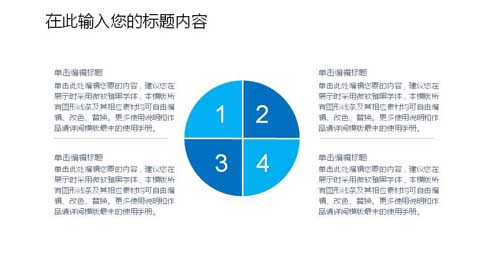 在此输入您的标题内容
单击编辑标题
单击此处编辑您要的内容，建议您在
展示时采用微软雅黑字体，本模版所
有图形线条及其相应素材均可自由编
辑、改色、替换。更多使用说明和作
品请详阅模版最末的使用手册。
单击编辑标题
单击此处编辑您要的内容，建议您在
展示时采用微软雅黑字体，本模版所
有图形线条及其相应素材均可自由编
辑、改色、替换。更多使用说明和作
品请详阅模版最末的使用手册。
1 2
3 4
单击编辑标题
单击此处编辑您要的内容，建议您在
展示时采用微软雅黑字体，本模版所
有图形线条及其相应素材均可自由编
辑、改色、替换。更多使用说明和作
品请详阅模版最末的使用手册。
单击编辑标题
单击此处编辑您要的内容，建议您在
展示时采用微软雅黑字体，本模版所
有图形线条及其相应素材均可自由编
辑、改色、替换。更多使用说明和作
品请详阅模版最末的使用手册。